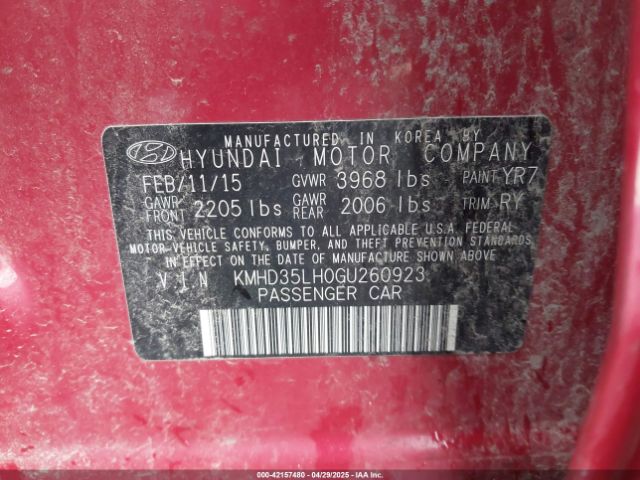 MANUFACTURED IN KOREA BY
HYUNDAI MOTOR COMPANY
FEB/11/15 GVWR 3968 lbs PAINT YR7
GAWR FRONT 2205 lbs GAWR REAR 2006 lbs TRIM RY
THIS VEHICLE CONFORMS TO ALL APPLICABLE U.S.A. FEDERAL
MOTOR-VEHICLE SAFETY, BUMPER, AND THEFT PREVENTION STANDARDS
IN EFFECT ON THE DATE OF MANUFACTURE SHOWN ABOVE
VIN KMHD35LH0GU260923
PASSENGER CAR
000-42157480 - 04/29/2025 - IAAI.COM